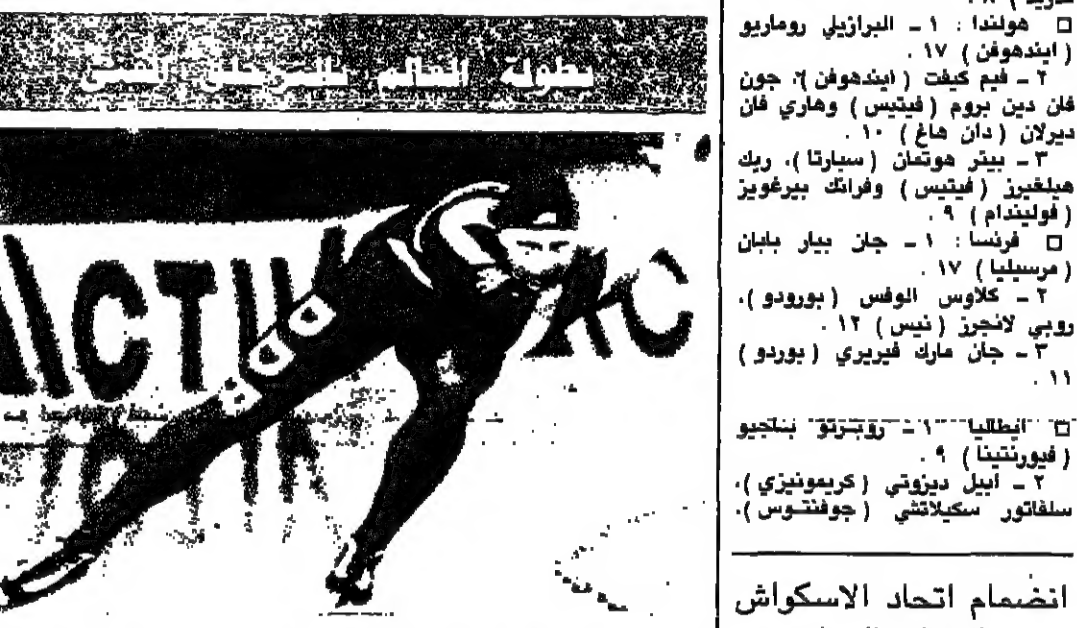 □ هولندا : ١ ـ البرازيلي روماريو
( ايندهوفن ) ١٧ .
٢ ـ فيم كيفت ( ايندهوفن )، جون
فان دين بروم ( فيتيس ) وهاري فان
ديرلان ( دان هاغ ) ١٠ .
٣ ـ بيتر هوتمان ( سبارتا )، ريك
هيلغيرز ( فيتيس ) وفرانك بيرغويز
( فوليندام ) ٩ .
□ فرنسا : ١ ـ جان بيار بابان
( مرسيليا ) ١٧ .
٢ ـ كلاوس الوفس ( بورودو )،
روبي لانجرز ( نيس ) ١٢ .
٣ ـ جان مارك فيريري ( بوردو )
١١ .
□ ايطاليا ١ ـ روبرتو بتاجيو
( فيورنتينا ) ٩ .
٢ ـ ابيل ديزوتي ( كريمونيزي )،
سلفاتور سكيلاتشي ( جوفنتوس )،
انضمام اتحاد الاسكواش
بطولة العالم